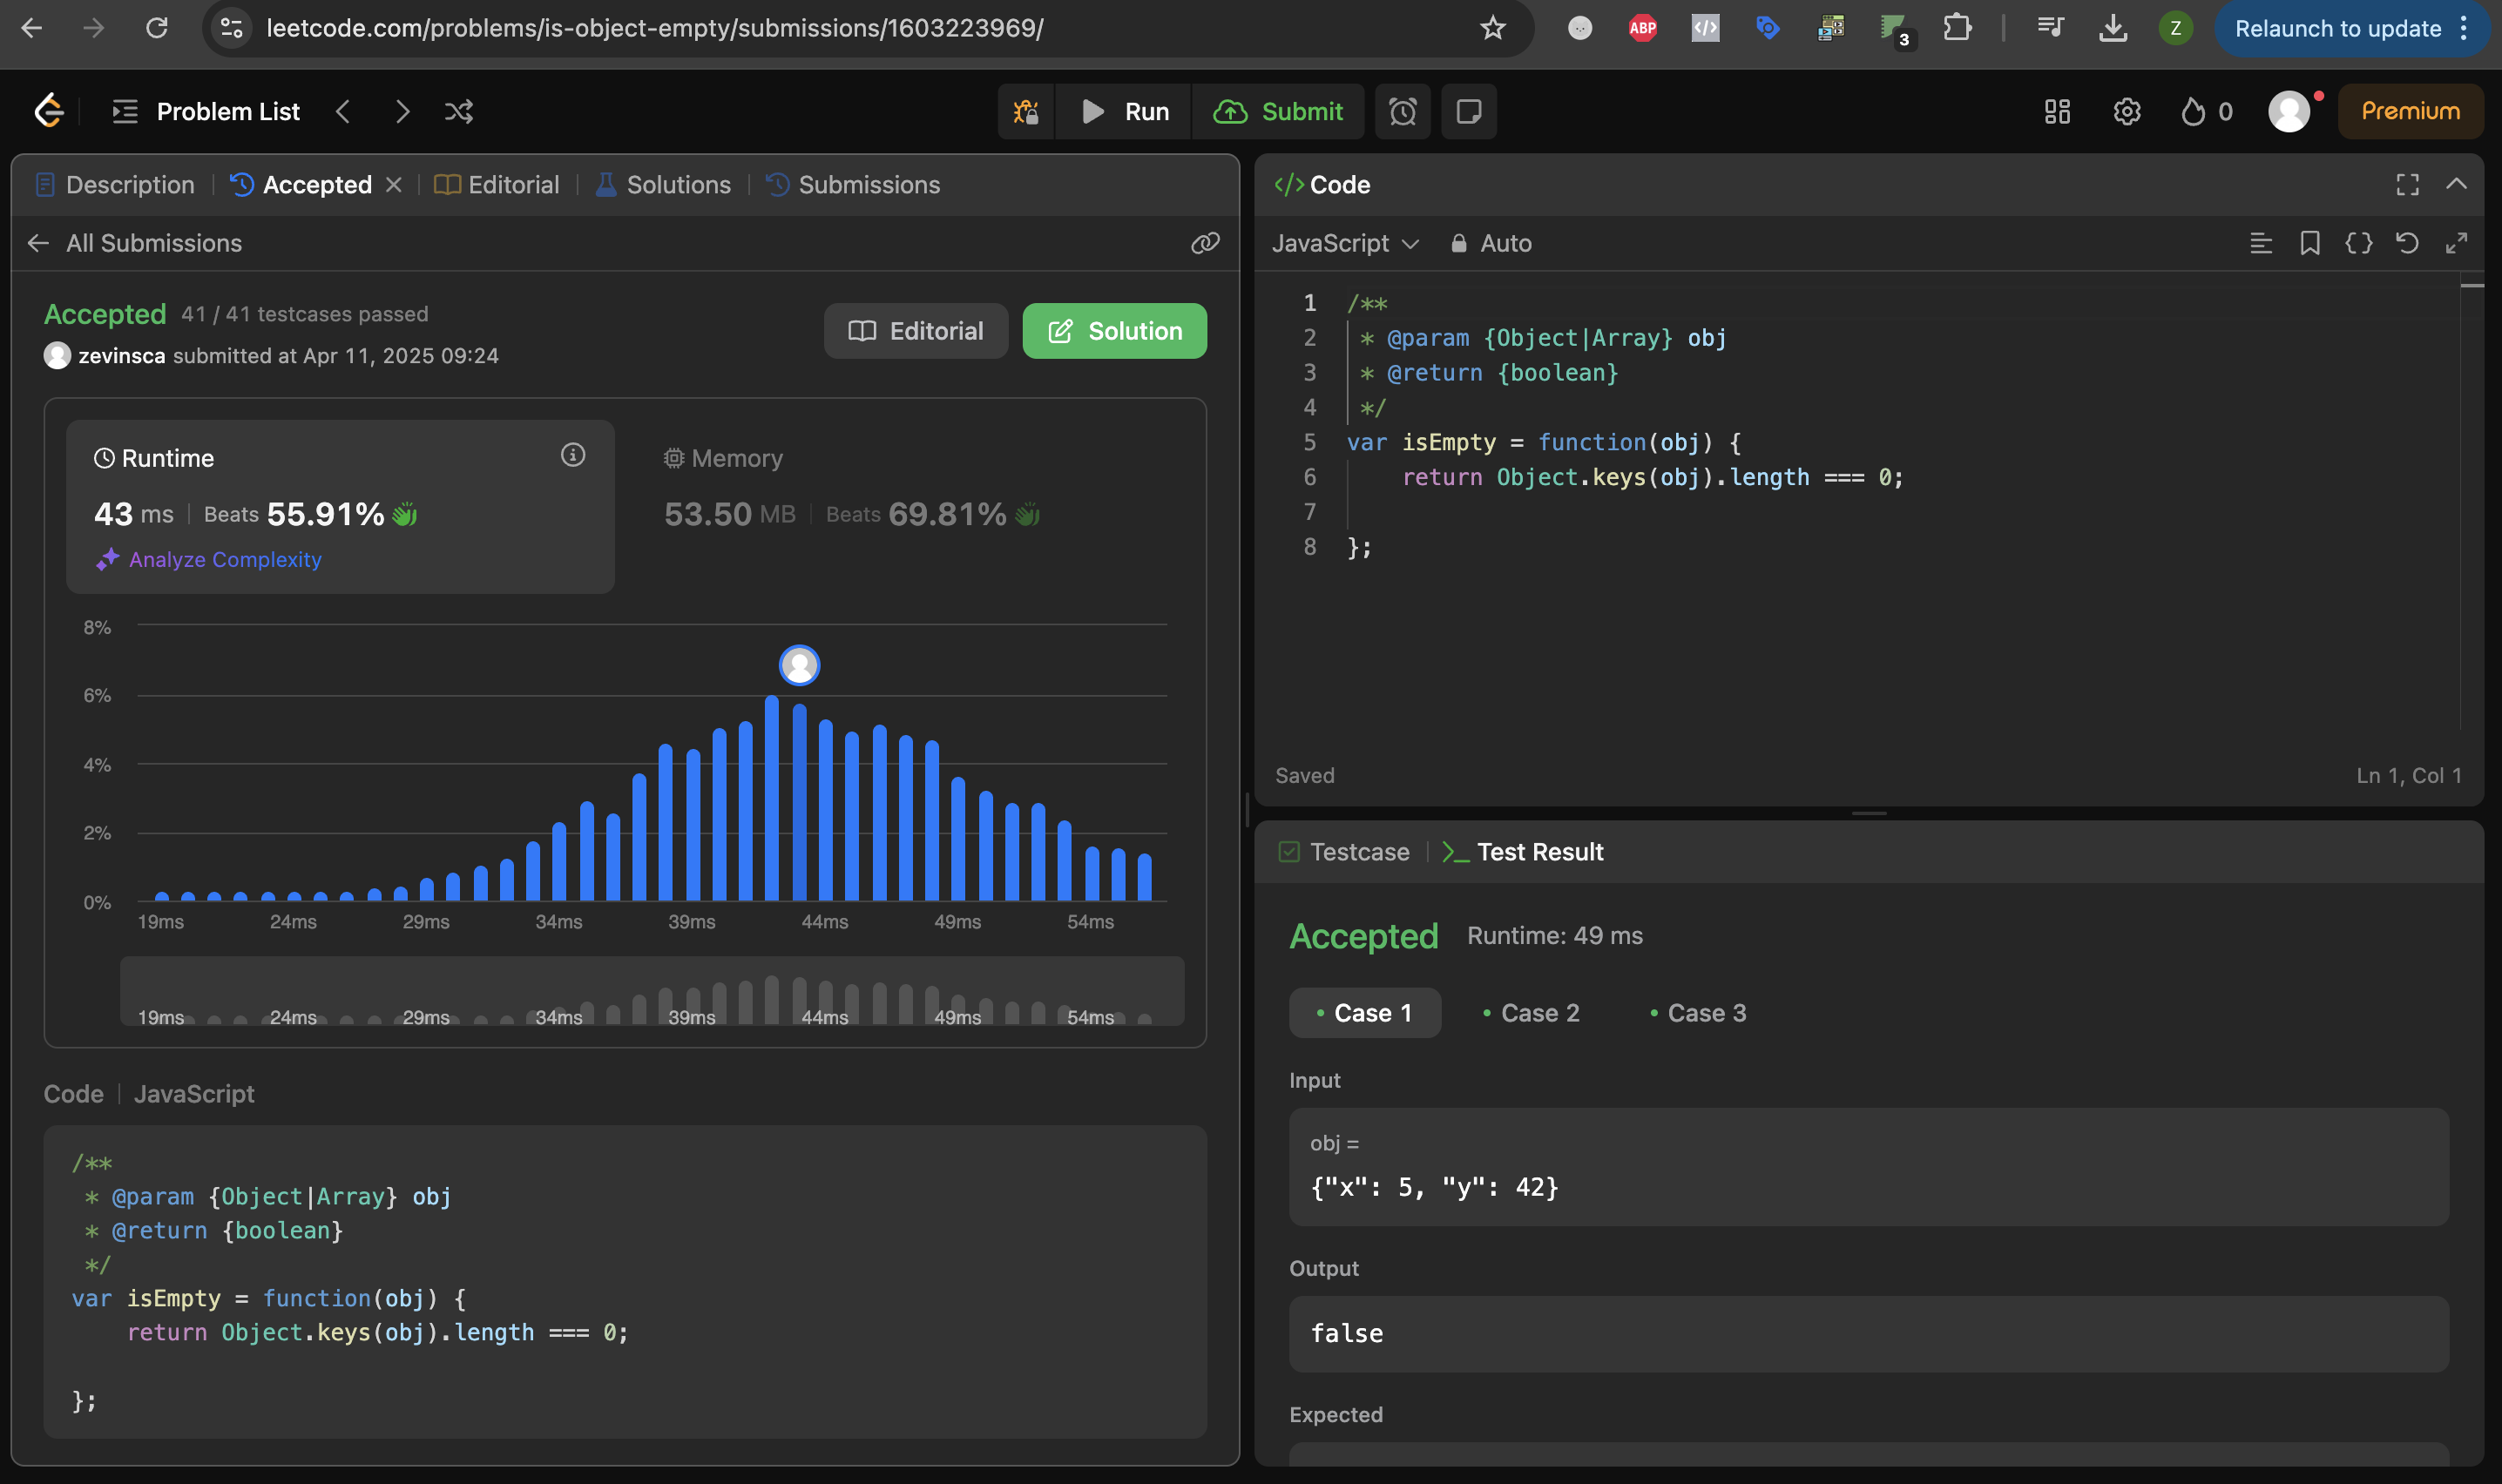 leetcode.com/problems/is-object-empty/submissions/1603223969/
ABP
3
Z
Relaunch to update
Problem List
Run
Submit
0
Premium
Description
Accepted
Editorial
Solutions
Submissions
All Submissions
Accepted 41 / 41 testcases passed
zevinsca submitted at Apr 11, 2025 09:24
Editorial
Solution
Runtime
43 ms | Beats 55.91%
Analyze Complexity
Memory
53.50 MB | Beats 69.81%
8%
6%
4%
2%
0%
19ms 24ms 29ms 34ms 39ms 44ms 49ms 54ms
19ms 24ms 29ms 34ms 39ms 44ms 49ms 54ms
Code | JavaScript
/**
 * @param {Object|Array} obj
 * @return {boolean}
 */
var isEmpty = function(obj) {
    return Object.keys(obj).length === 0;
};
</> Code
JavaScript
Auto
1 /**
2  * @param {Object|Array} obj
3  * @return {boolean}
4  */
5 var isEmpty = function(obj) {
6     return Object.keys(obj).length === 0;
7
8 };
Saved
Ln 1, Col 1
Testcase
Test Result
Accepted Runtime: 49 ms
Case 1
Case 2
Case 3
Input
obj =
{"x": 5, "y": 42}
Output
false
Expected